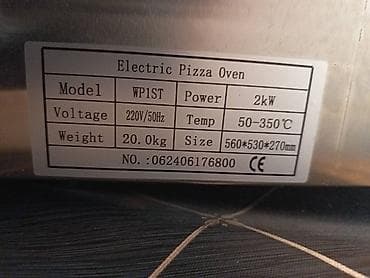 Electric Pizza Oven
Model WP1ST Power 2kW
Voltage 220V/50Hz Temp 50-350℃
Weight 20.0kg Size 560*530*270mm
NO.:062406176800 CE